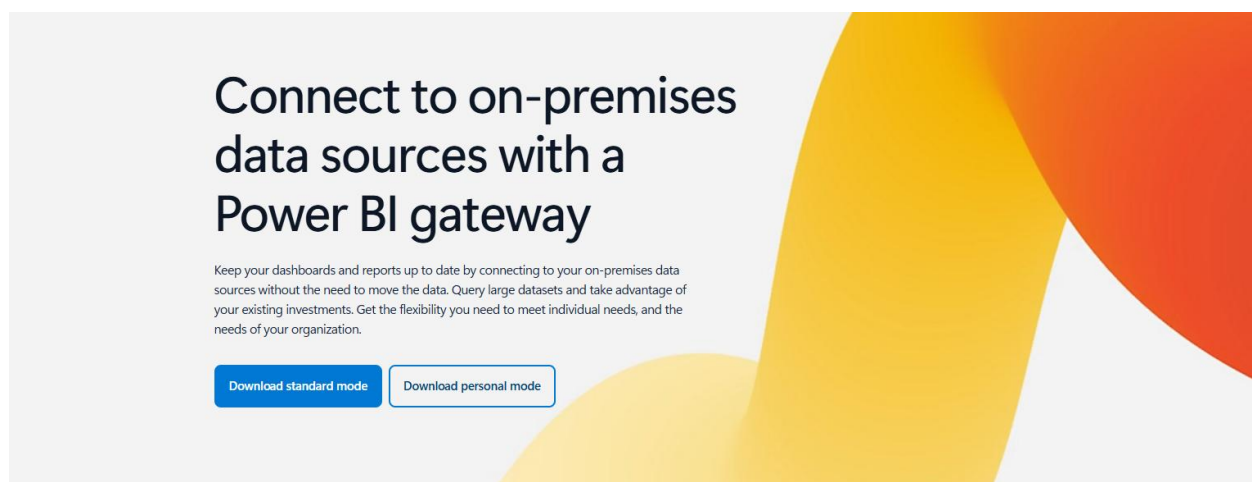 Connect to on-premises
data sources with a
Power BI gateway
Keep your dashboards and reports up to date by connecting to your on-premises data
sources without the need to move the data. Query large datasets and take advantage of
your existing investments. Get the flexibility you need to meet individual needs, and the
needs of your organization.
Download standard mode Download personal mode